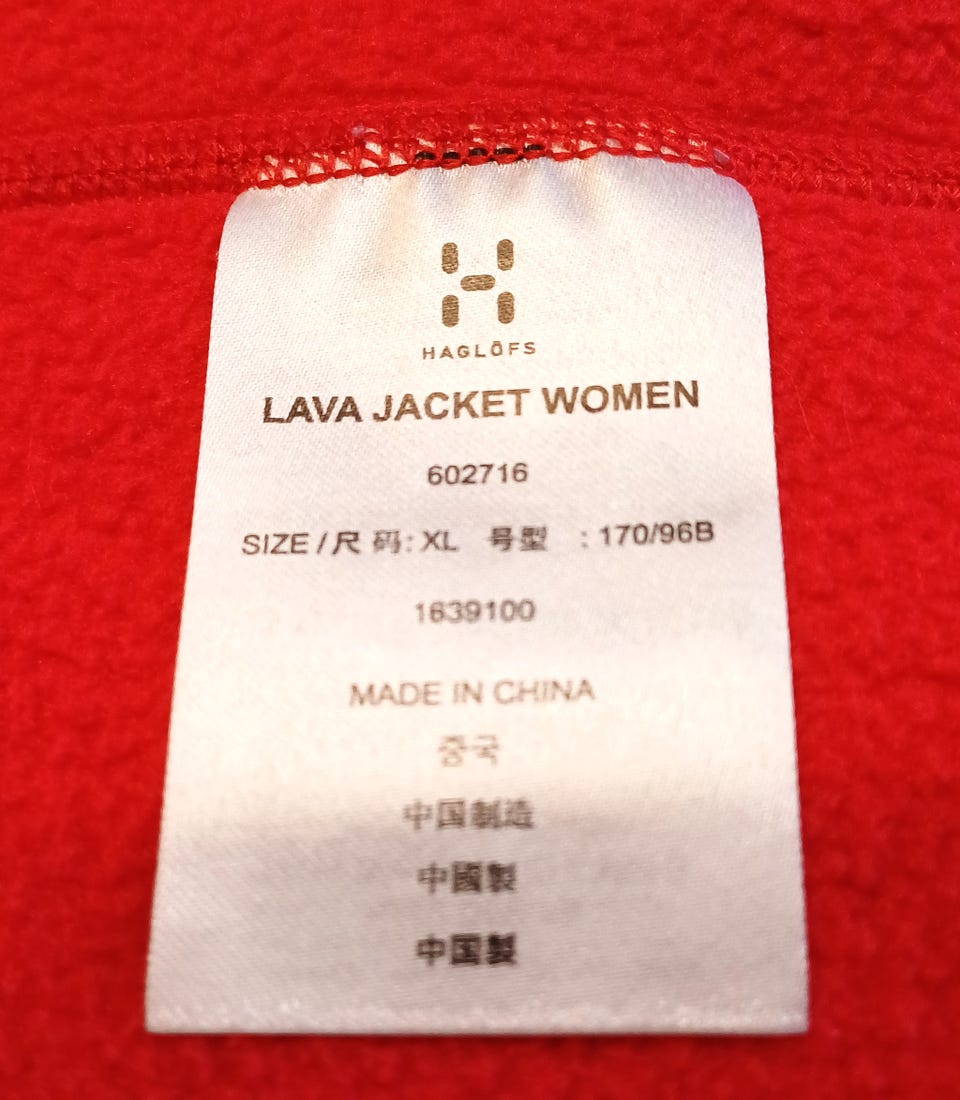 HAGLÖFS
LAVA JACKET WOMEN
602716
SIZE / 尺 码: XL 号型 : 170/96B
1639100
MADE IN CHINA
중국
中国制造
中國製
中国製